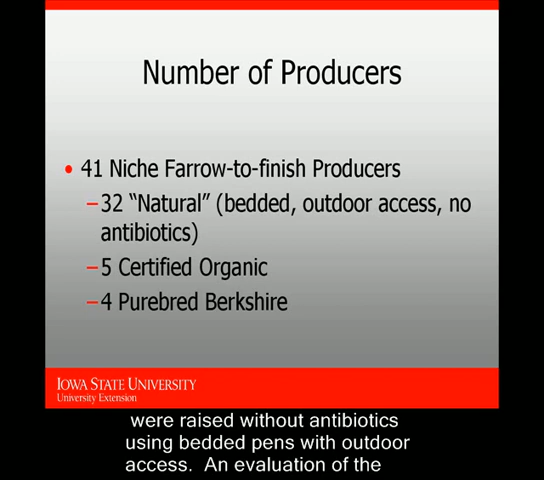 Number of Producers
• 41 Niche Farrow-to-finish Producers
–32 “Natural” (bedded, outdoor access, no
antibiotics)
–5 Certified Organic
–4 Purebred Berkshire
IOWA STATE UNIVERSITY
University Extension
were raised without antibiotics
using bedded pens with outdoor
access.  An evaluation of the